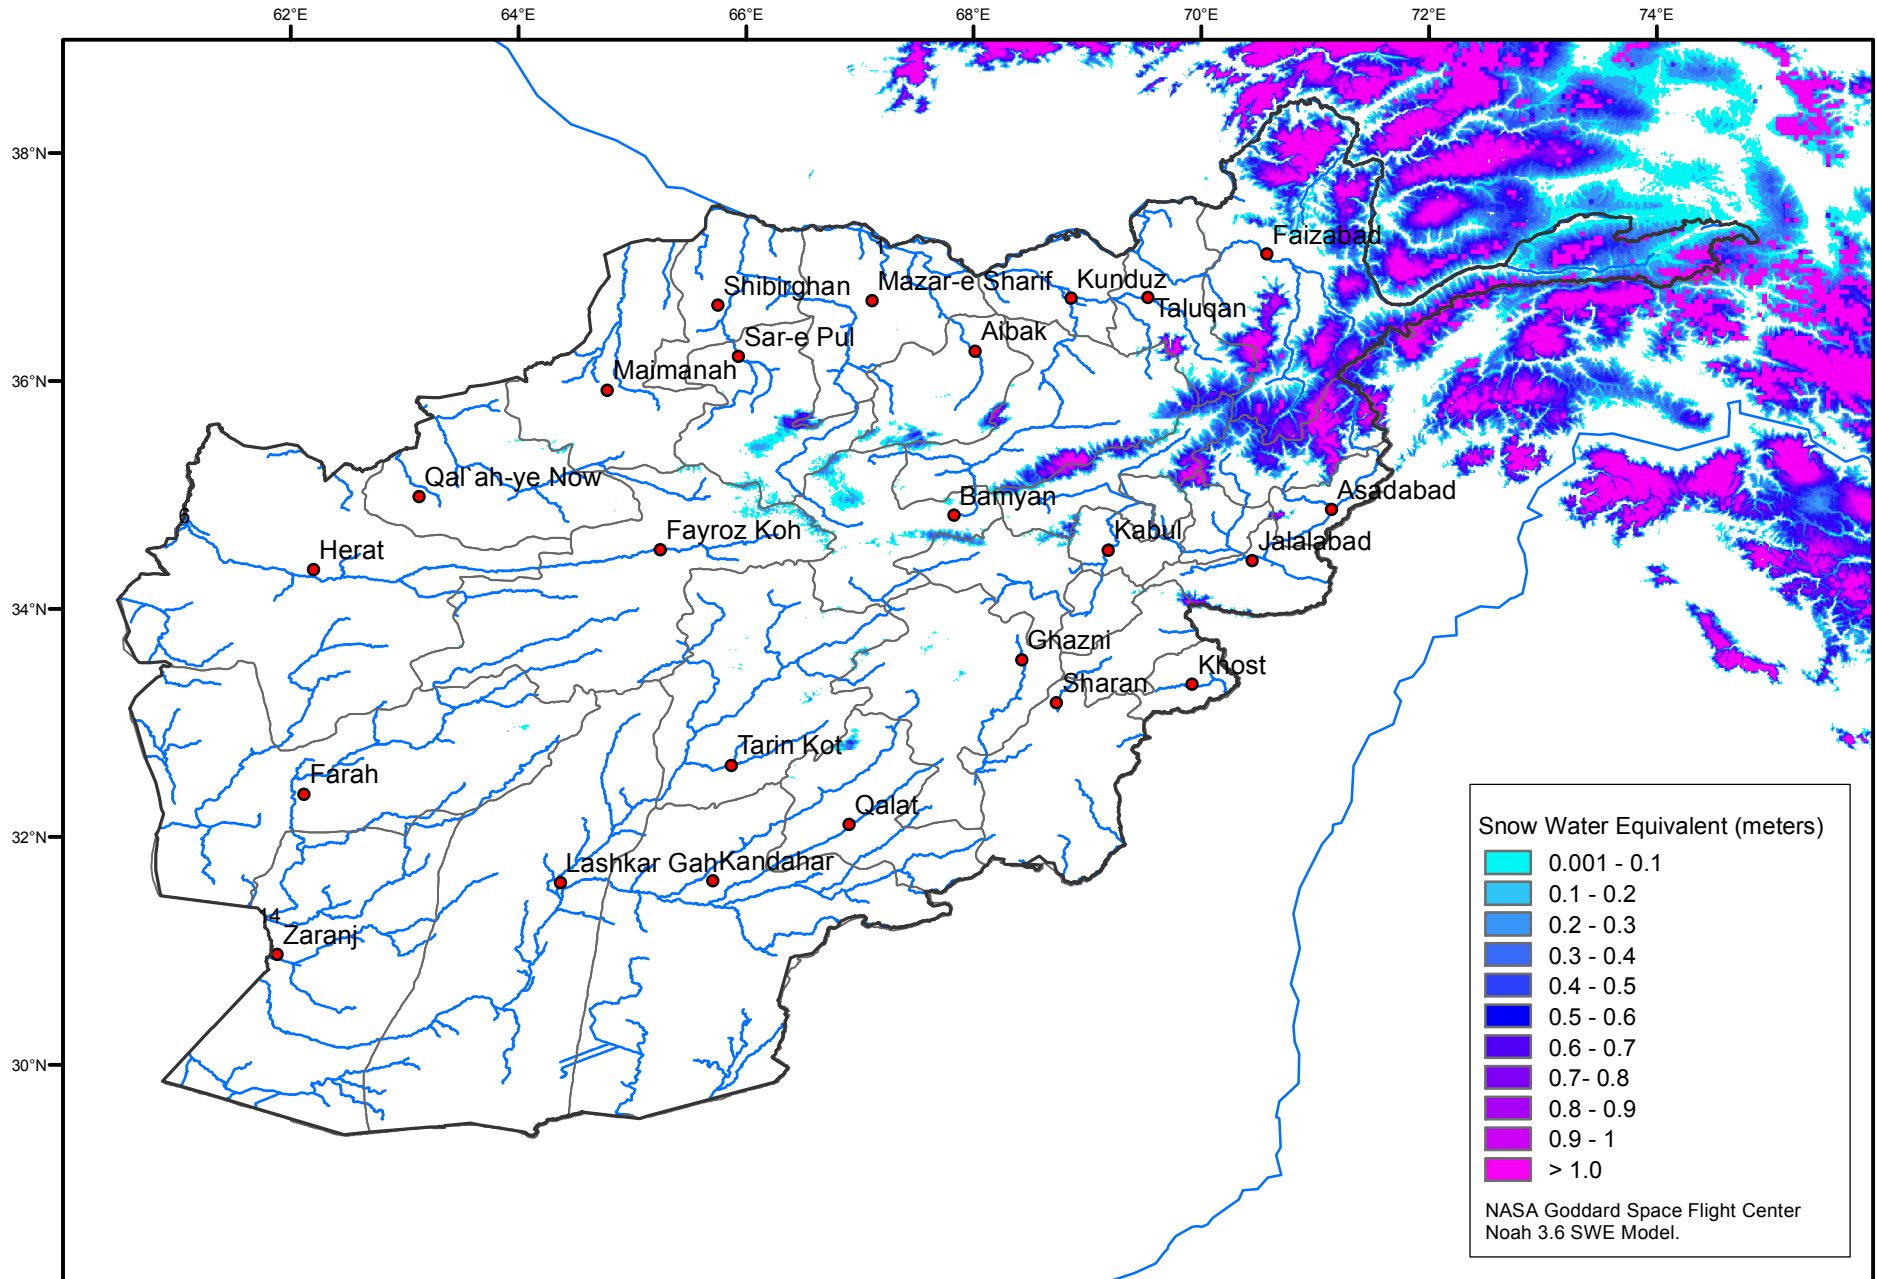 62°E 64°E 66°E 68°E 70°E 72°E 74°E
38°N
Faizabad
1
Shibirghan Mazar-e Sharif Kunduz
Taluqan
Sar-e Pul Aibak
36°N
Maimanah
Qal`ah-ye Now
Bamyan Asadabad
6
Fayroz Koh Kabul
Herat Jalalabad
34°N
Ghazni
Khost
Sharan
Tarin Kot
Farah
Qalat
32°N
Lashkar Gah Kandahar
14
Zaranj
30°N
Snow Water Equivalent (meters)
0.001 - 0.1
0.1 - 0.2
0.2 - 0.3
0.3 - 0.4
0.4 - 0.5
0.5 - 0.6
0.6 - 0.7
0.7- 0.8
0.8 - 0.9
0.9 - 1
> 1.0
NASA Goddard Space Flight Center
Noah 3.6 SWE Model.